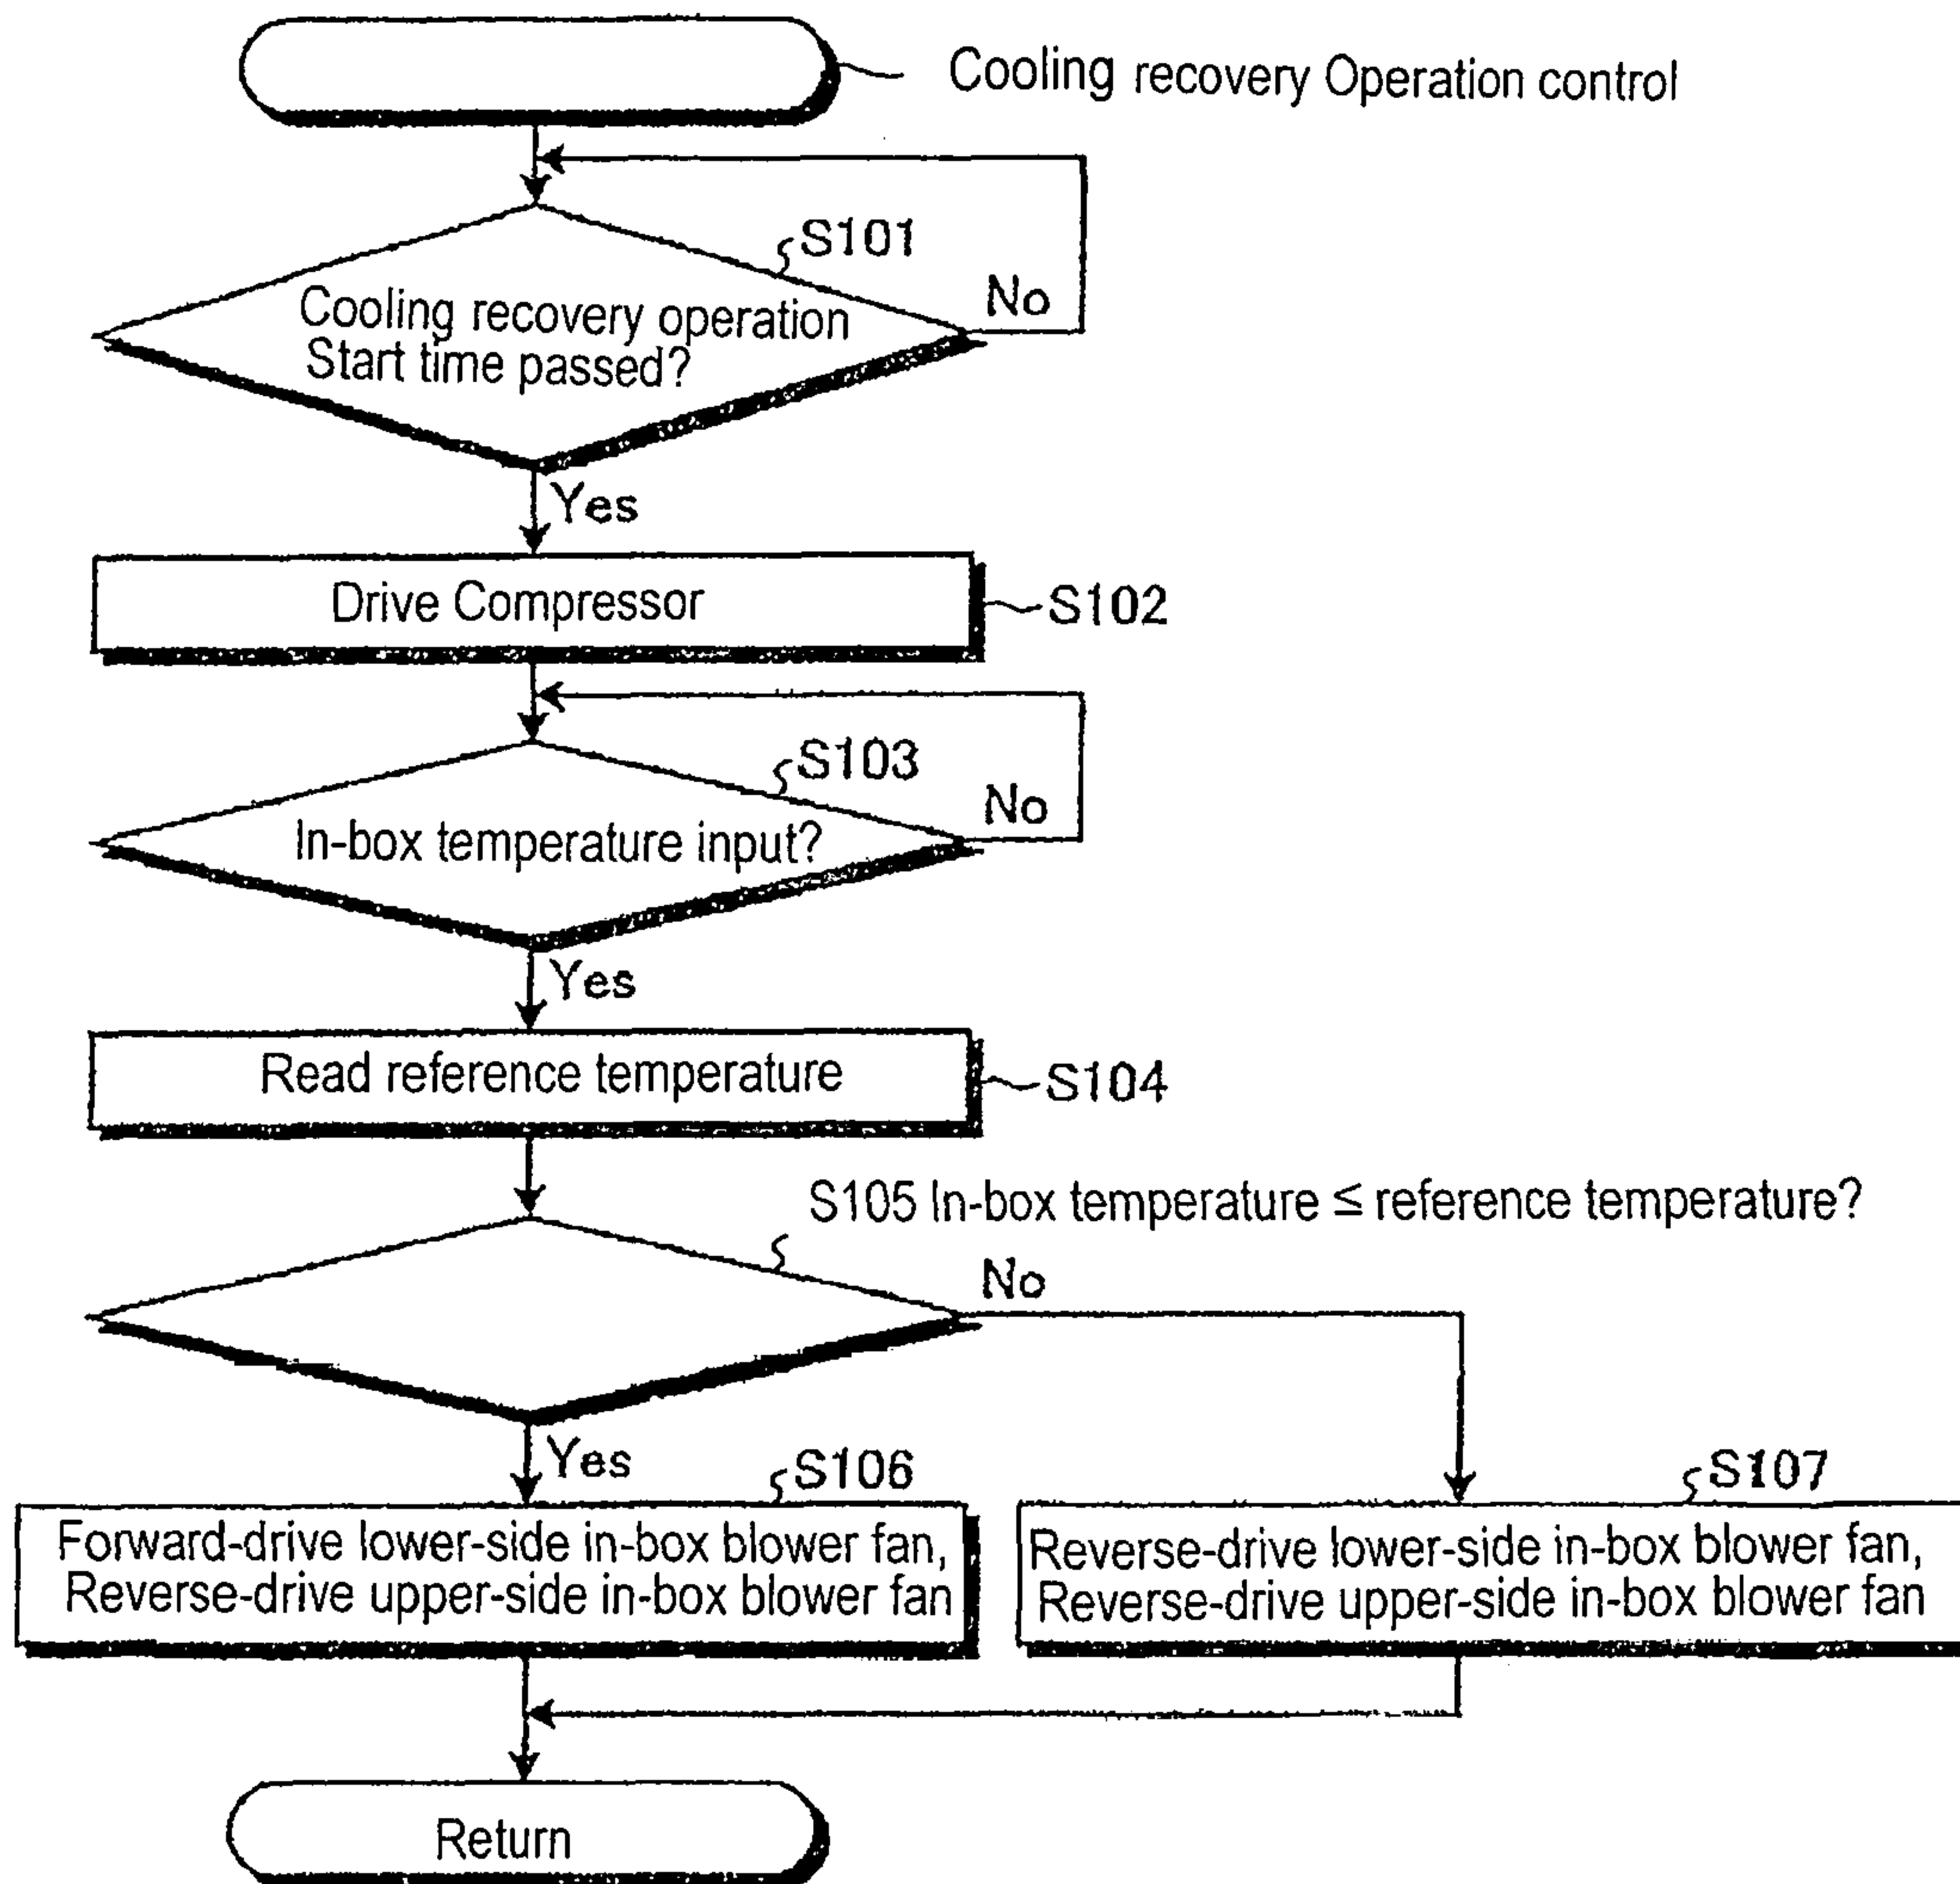 Cooling recovery Operation control
S101
No
Cooling recovery operation
Start time passed?
Yes
Drive Compressor
S102
S103
No
In-box temperature input?
Yes
Read reference temperature
S104
S105 In-box temperature ≤ reference temperature?
No
Yes
S106
S107
Forward-drive lower-side in-box blower fan,
Reverse-drive upper-side in-box blower fan
Reverse-drive lower-side in-box blower fan,
Reverse-drive upper-side in-box blower fan
Return